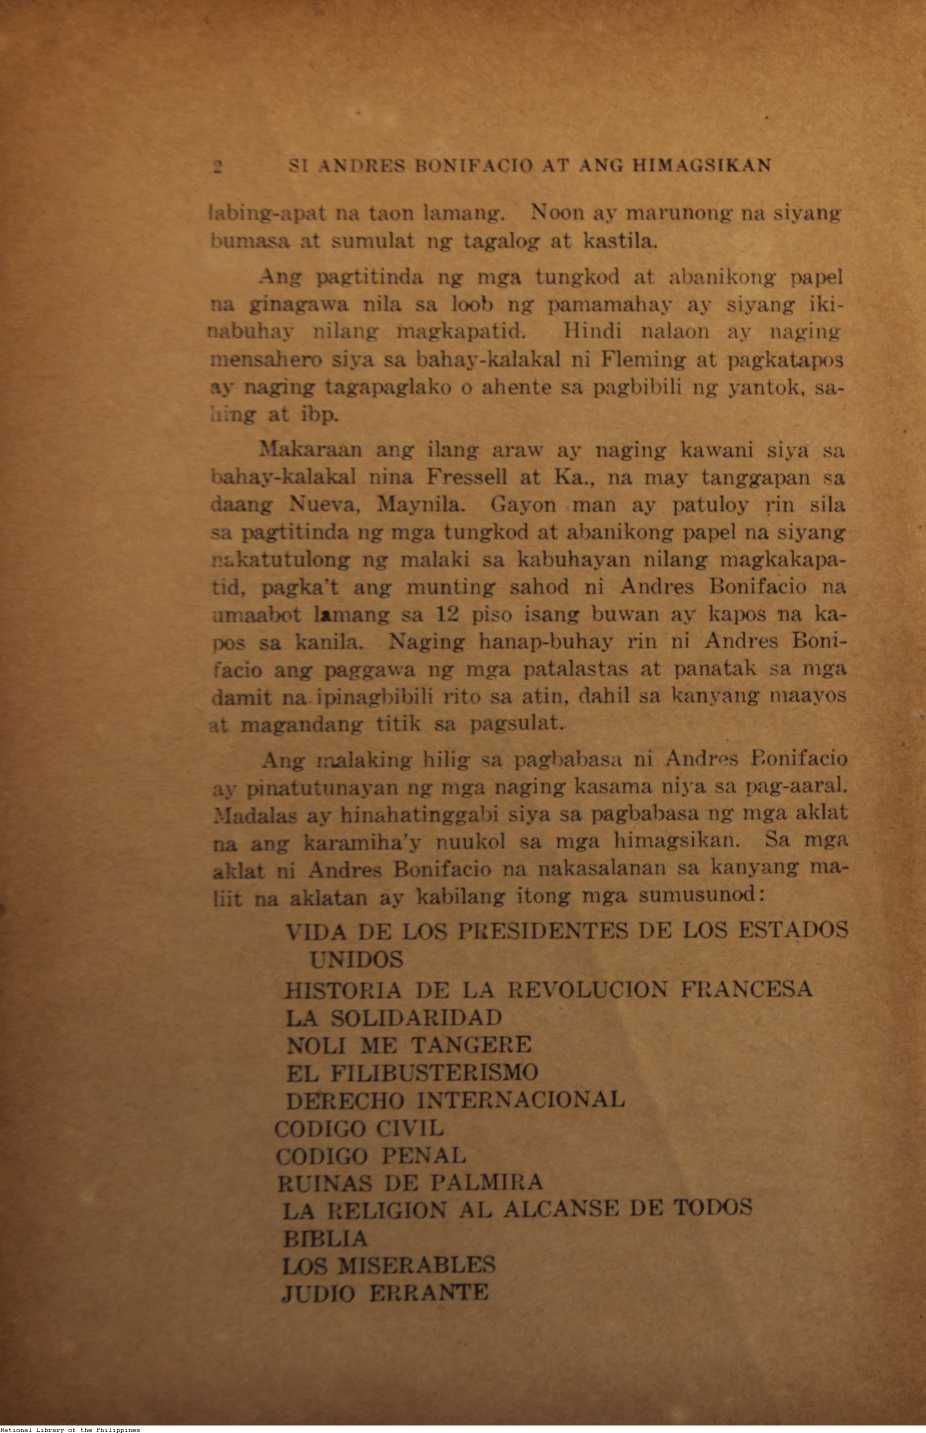 2 SI ANDRES BONIFACIO AT ANG HIMAGSIKAN
labing-apat na taon lamang. Noon ay marunong na siyang
bumasa at sumulat ng tagalog at kastila.
Ang pagtitinda ng mga tungkod at abanikong papel
na ginagawa nila sa loob ng pamamahay ay siyang iki-
nabuhay nilang magkapatid. Hindi nalaon ay naging
mensahero siya sa bahay-kalakal ni Fleming at pagkatapos
ay naging tagapaglako o ahente sa pagbibili ng yantok, sa-
hing at ibp.
Makaraan ang ilang araw ay naging kawani siya sa
bahay-kalakal nina Fressell at Ka., na may tanggapan sa
daang Nueva, Maynila. Gayon man ay patuloy rin sila
sa pagtitinda ng mga tungkod at abanikong papel na siyang
nakatutulong ng malaki sa kabuhayan nilang magkakapa-
tid, pagka't ang munting sahod ni Andres Bonifacio na
umaabot lamang sa 12 piso isang buwan ay kapos na ka-
pos sa kanila. Naging hanap-buhay rin ni Andres Boni-
facio ang paggawa ng mga patalastas at panatak sa mga
damit na ipinagbibili rito sa atin, dahil sa kanyang maayos
at magandang titik sa pagsulat.
Ang malaking hilig sa pagbabasa ni Andres Bonifacio
ay pinatutunayan ng mga naging kasama niya sa pag-aaral.
Madalas ay hinahatinggabi siya sa pagbabasa ng mga aklat
na ang karamiha'y nuukol sa mga himagsikan. Sa mga
aklat ni Andres Bonifacio na nakasalanan sa kanyang ma-
liit na aklatan ay kabilang itong mga sumusunod:
VIDA DE LOS PRESIDENTES DE LOS ESTADOS
UNIDOS
HISTORIA DE LA REVOLUCION FRANCESA
LA SOLIDARIDAD
NOLI ME TANGERE
EL FILIBUSTERISMO
DERECHO INTERNACIONAL
CODIGO CIVIL
CODIGO PENAL
RUINAS DE PALMIRA
LA RELIGION AL ALCANSE DE TODOS
BIBLIA
LOS MISERABLES
JUDIO ERRANTE
National Library of the Philippines